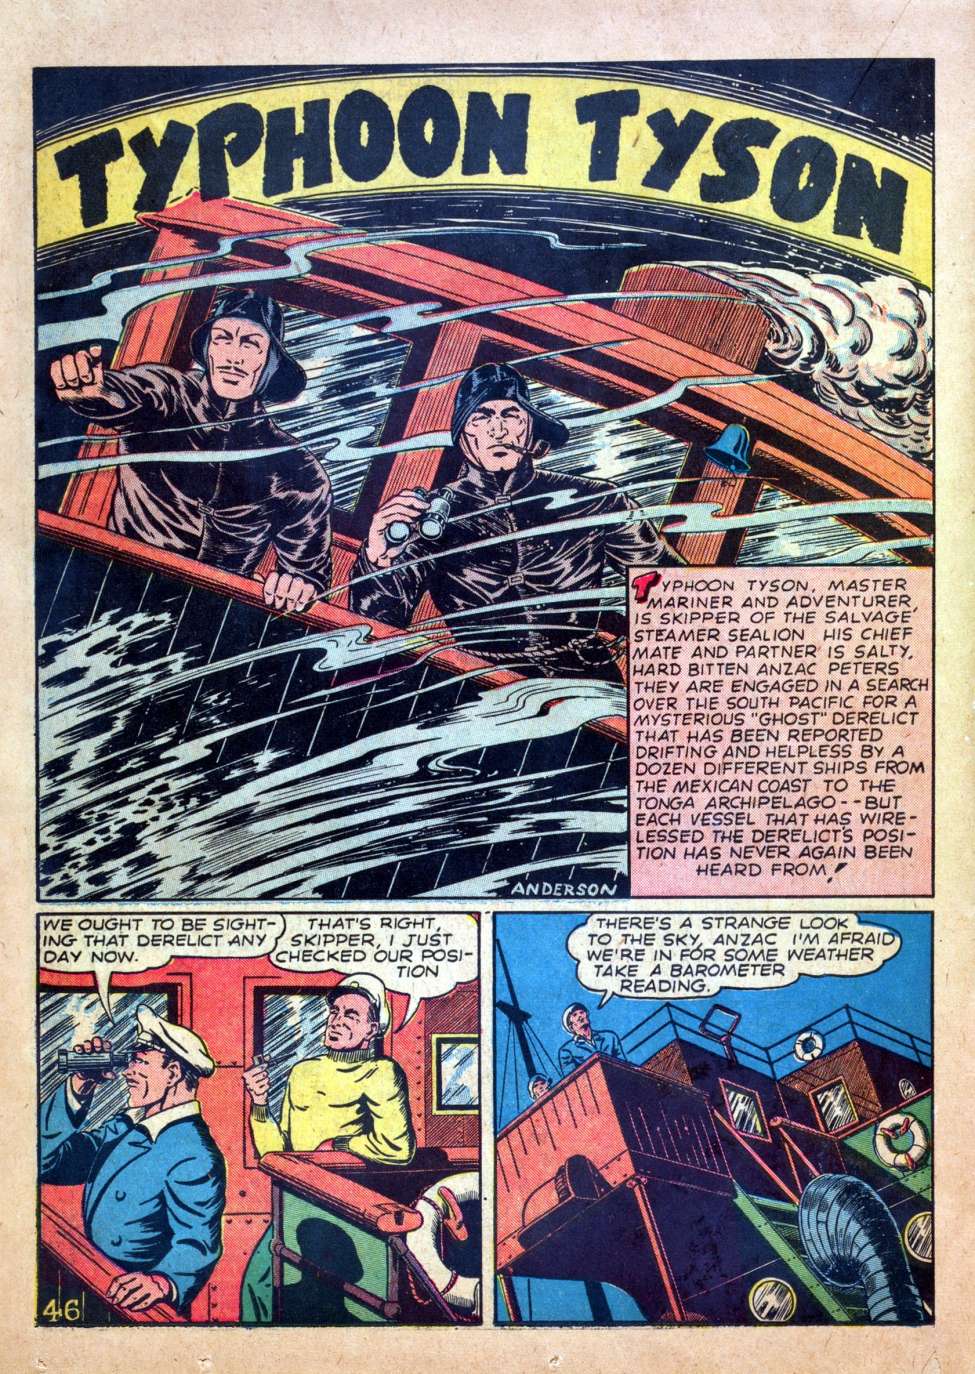 TYPHOON TYSON
TYPHOON TYSON, MASTER
MARINER AND ADVENTURER,
IS SKIPPER OF THE SALVAGE
STEAMER SEALION HIS CHIEF
MATE AND PARTNER IS SALTY,
HARD BITTEN ANZAC PETERS
THEY ARE ENGAGED IN A SEARCH
OVER THE SOUTH PACIFIC FOR A
MYSTERIOUS "GHOST" DERELICT
THAT HAS BEEN REPORTED
DRIFTING AND HELPLESS BY A
DOZEN DIFFERENT SHIPS FROM
THE MEXICAN COAST TO THE
TONGA ARCHIPELAGO--BUT
EACH VESSEL THAT HAS WIRE-
LESSED THE DERELICT'S POSI-
TION HAS NEVER AGAIN BEEN
HEARD FROM!
ANDERSON
WE OUGHT TO BE SIGHT-
ING THAT DERELICT ANY
DAY NOW.
THAT'S RIGHT,
SKIPPER, I JUST
CHECKED OUR POSI-
TION
46
THERE'S A STRANGE LOOK
TO THE SKY, ANZAC I'M AFRAID
WE'RE IN FOR SOME WEATHER
TAKE A BAROMETER
READING.